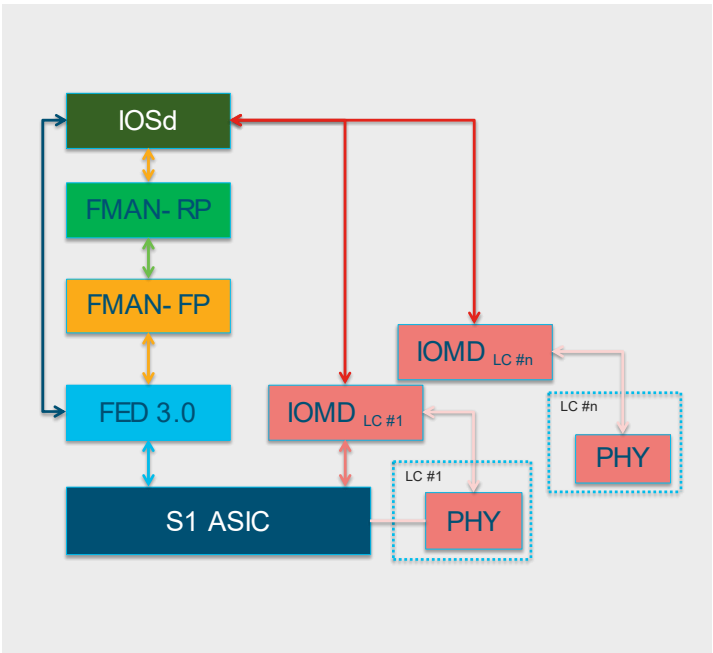 IOSd
FMAN- RP
FMAN- FP
IOMD LC #n
FED 3.0
IOMD LC #1
LC #n
PHY
LC #1
S1 ASIC
PHY